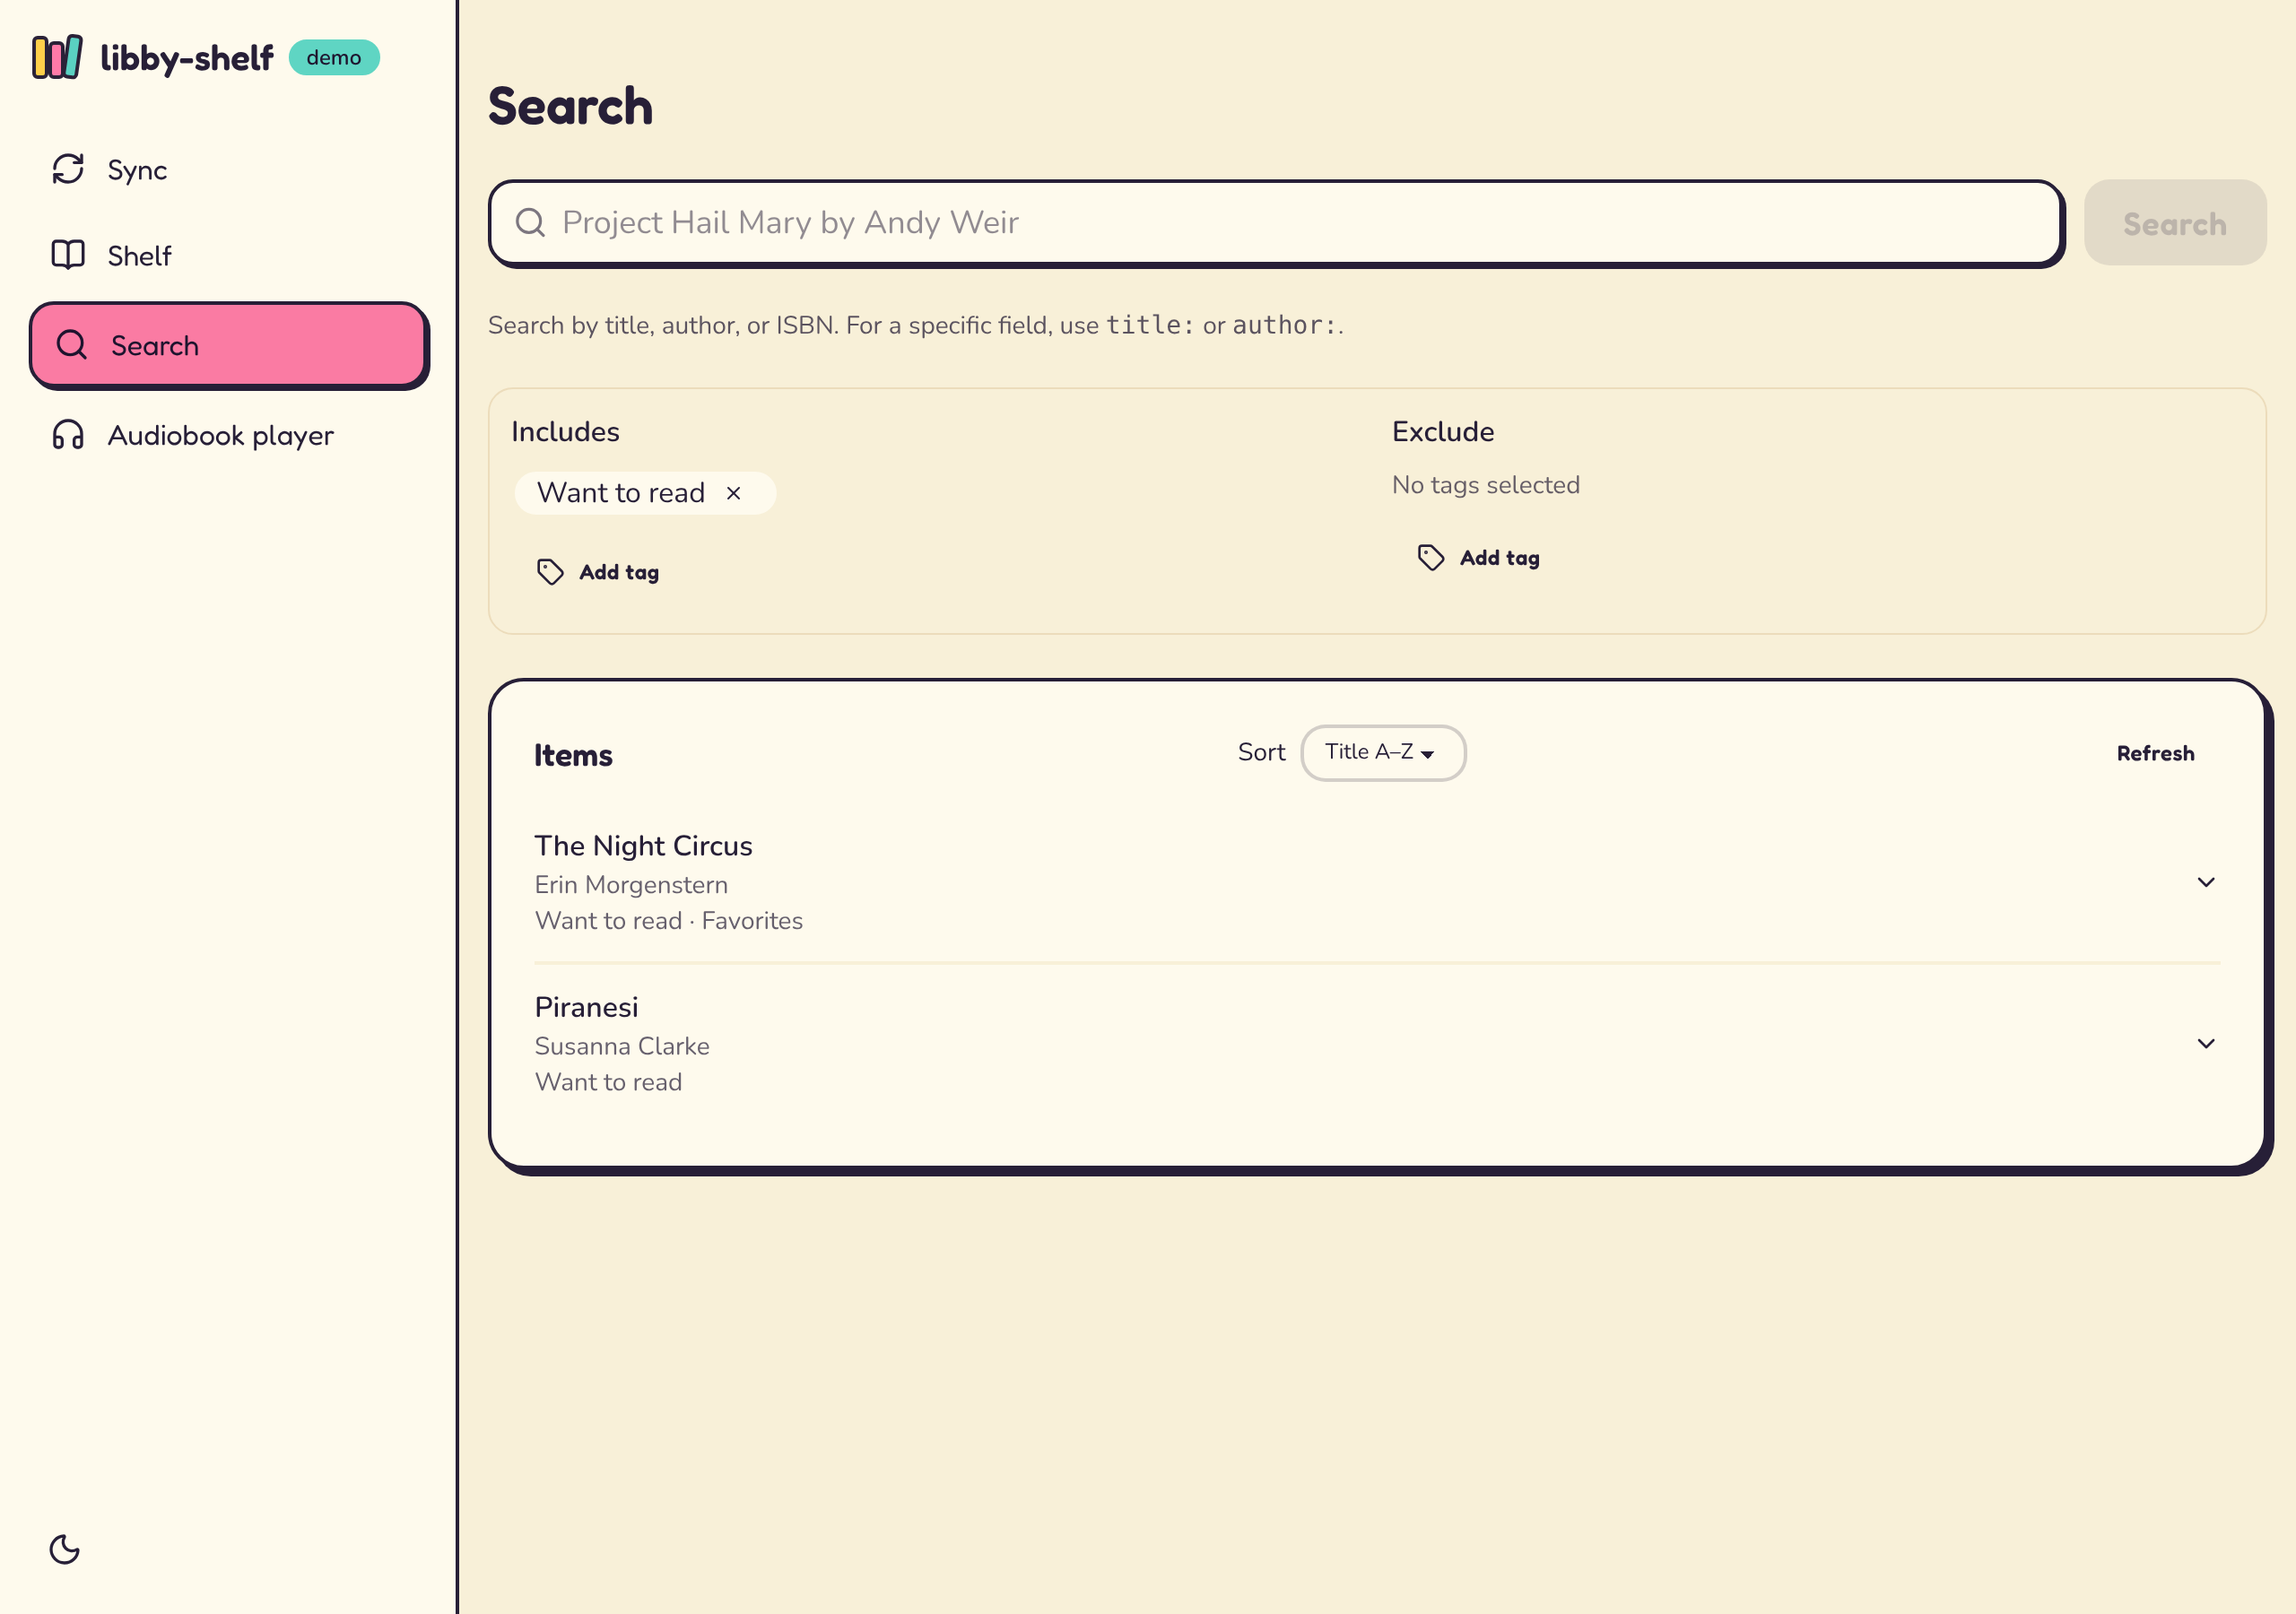 libby-shelf demo
Sync
Shelf
Search
Audiobook player
Search
Project Hail Mary by Andy Weir
Search
Search by title, author, or ISBN. For a specific field, use title: or author:.
Includes
Want to read ×
Add tag
Exclude
No tags selected
Add tag
Items
Sort Title A–Z
Refresh
The Night Circus
Erin Morgenstern
Want to read · Favorites
Piranesi
Susanna Clarke
Want to read